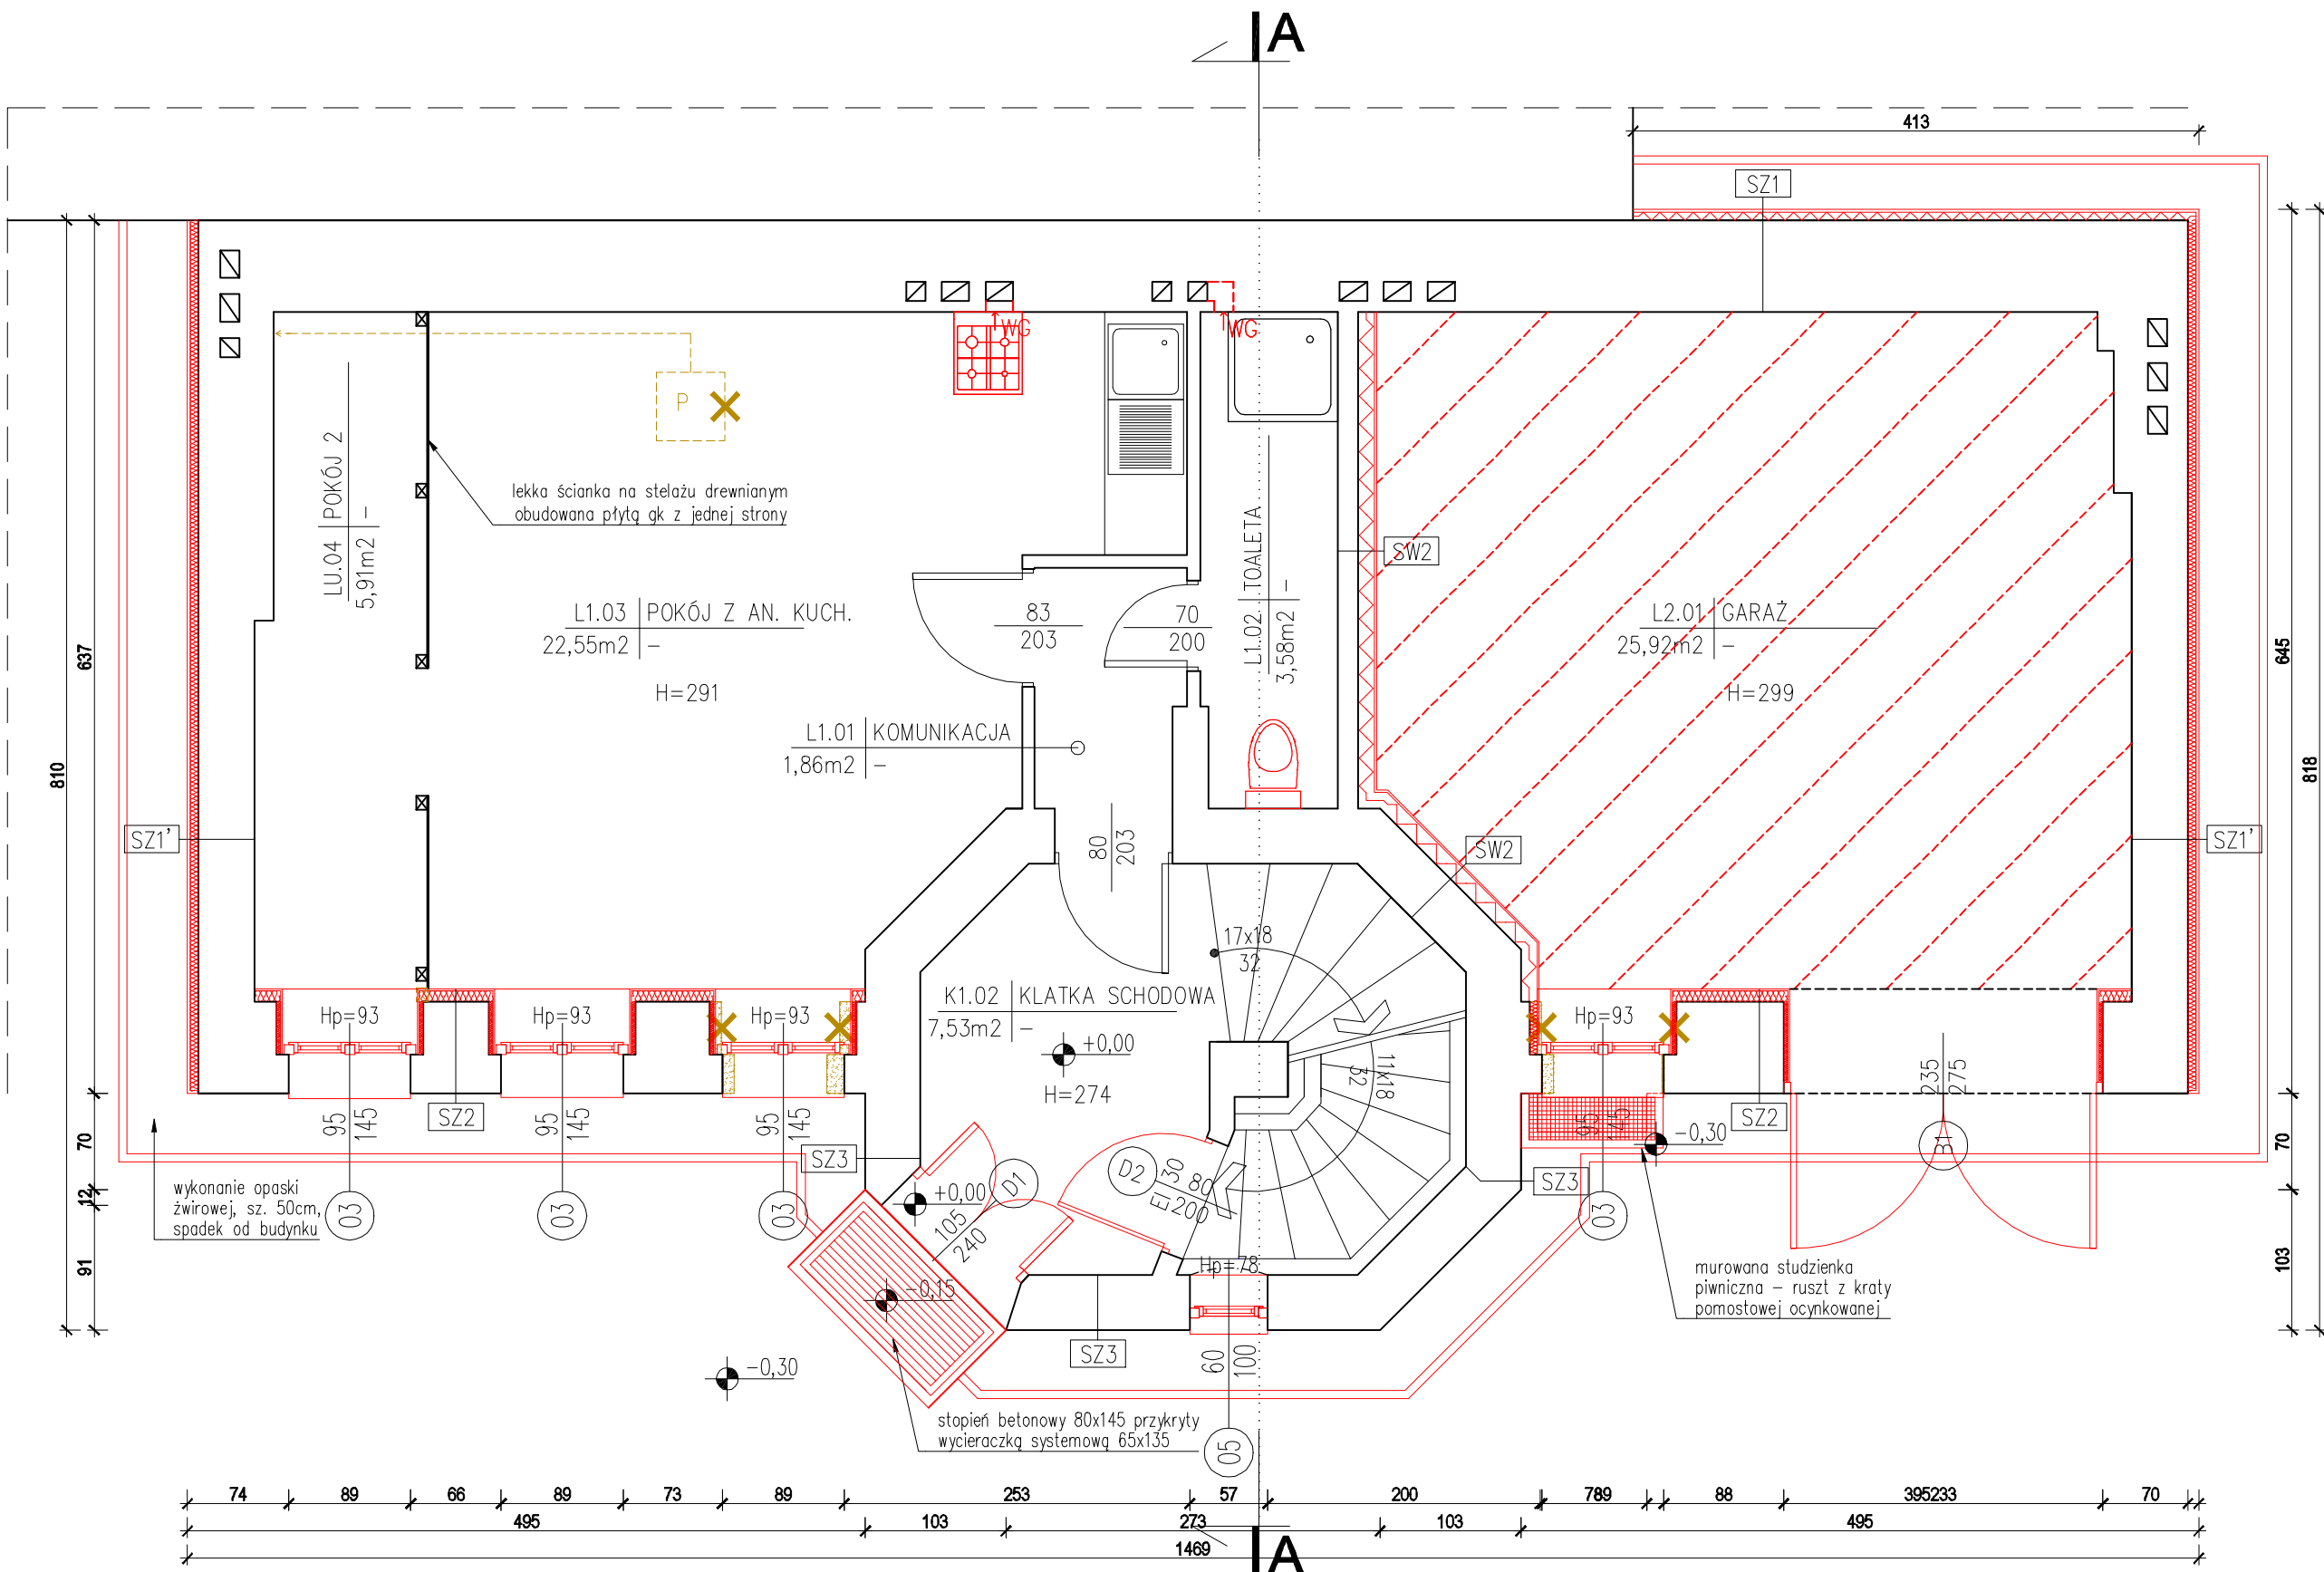 A
413
SZ1
WG
WG
P
LU.04 POKÓJ 2
5,91m2 –
lekka ścianka na stelażu drewnianym
obudowana płytą gk z jednej strony
SW2
L1.02 TOALETA
3,58m2 –
L1.03 POKÓJ Z AN. KUCH.
22,55m2 –
H=291
83
203
70
200
L2.01 GARAŻ
25,92m2 –
H=299
637
810
645
818
L1.01 KOMUNIKACJA
1,86m2 –
SZ1'
SZ1'
80
203
SW2
17x18
32
K1.02 KLATKA SCHODOWA
7,53m2 –
+0,00
H=274
11x18
32
Hp=93
Hp=93
Hp=93
Hp=93
95
145
95
145
95
145
95
145
235
275
SZ2
SZ2
B1
-0,30
70
12
91
70
103
SZ3
SZ3
wykonanie opaski
żwirowej, sz. 50cm,
spadek od budynku
03
03
03
03
+0,00
D1
105
240
D2
EI 30
80
200
Hp=78
-0,15
murowana studzienka
piwniczna – ruszt z kraty
pomostowej ocynkowanej
SZ3
60
100
-0,30
stopień betonowy 80x145 przykryty
wycieraczką systemową 65x135
05
74 89 66 89 73 89 253 57 200 789 88 395233 70
495 103 273 103 495
1469
A